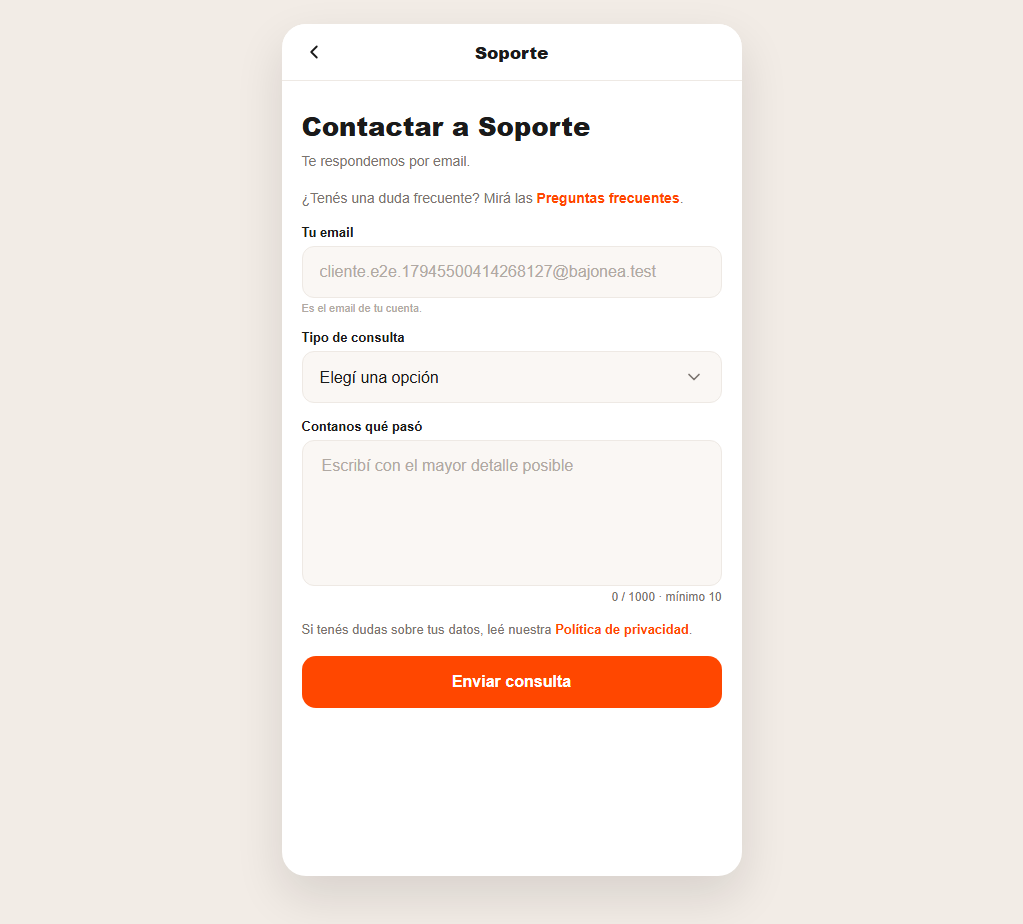 Soporte
Contactar a Soporte
Te respondemos por email.
¿Tenés una duda frecuente? Mirá las Preguntas frecuentes.
Tu email
cliente.e2e.17945500414268127@bajonea.test
Es el email de tu cuenta.
Tipo de consulta
Elegí una opción
Contanos qué pasó
Escribí con el mayor detalle posible
0 / 1000 · mínimo 10
Si tenés dudas sobre tus datos, leé nuestra Política de privacidad.
Enviar consulta